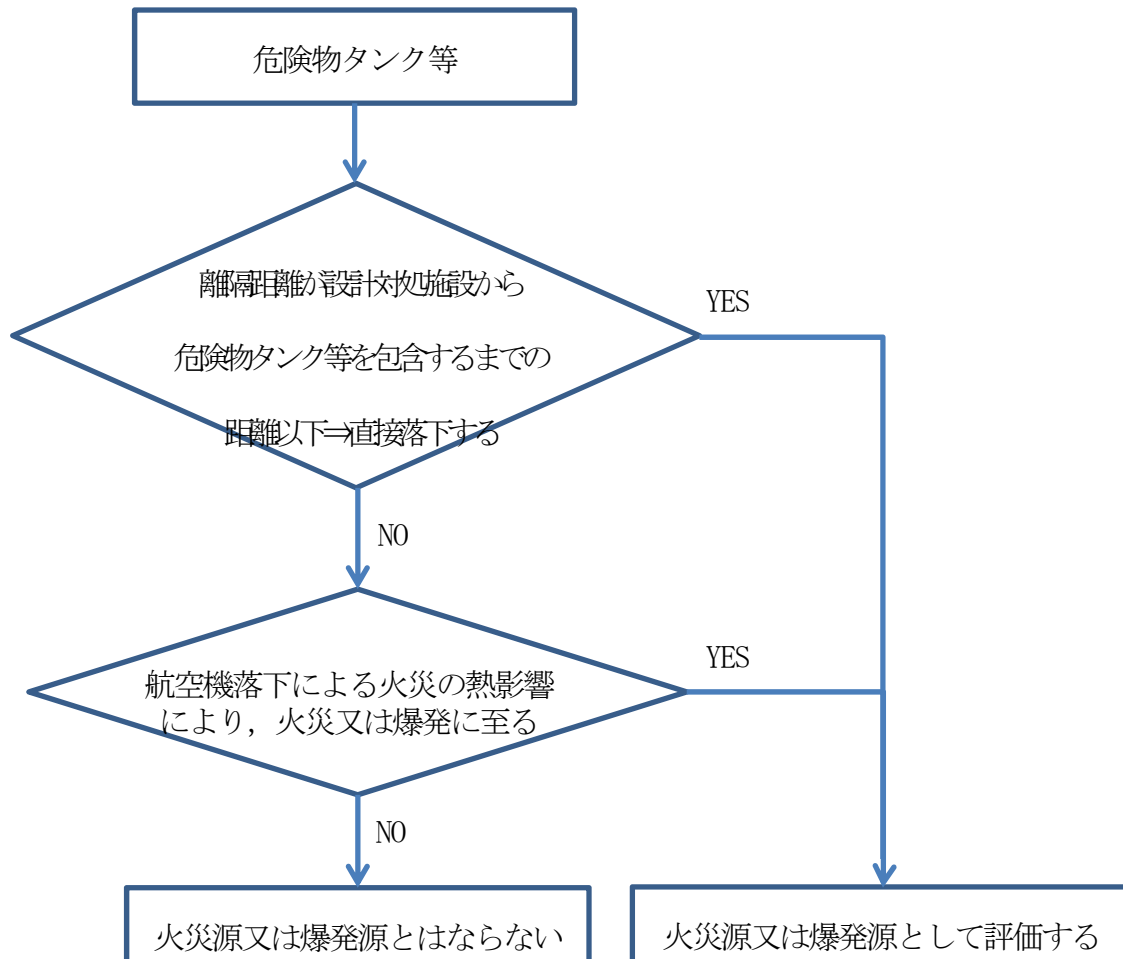 危険物タンク等
離隔距離が設計対処施設から
YES
危険物タンク等を包含するまでの
距離以下⇒直接落下する
NO
YES
航空機落下による火災の熱影響
により，火災又は爆発に至る
NO
火災源又は爆発源とはならない
火災源又は爆発源として評価する